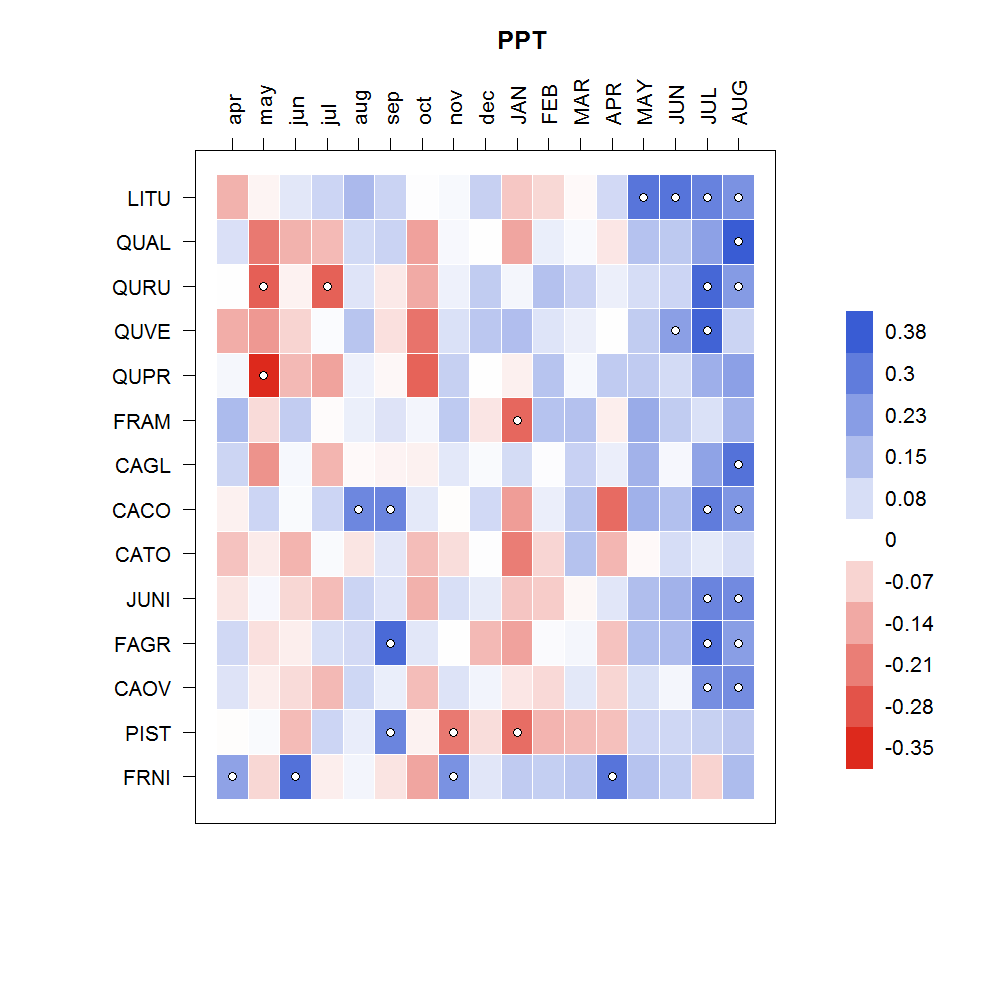 PPT
apr may jun jul aug sep oct nov dec JAN FEB MAR APR MAY JUN JUL AUG
LITU
QUAL
QURU
QUVE
QUPR
FRAM
CAGL
CACO
CATO
JUNI
FAGR
CAOV
PIST
FRNI
0.38
0.3
0.23
0.15
0.08
0
-0.07
-0.14
-0.21
-0.28
-0.35